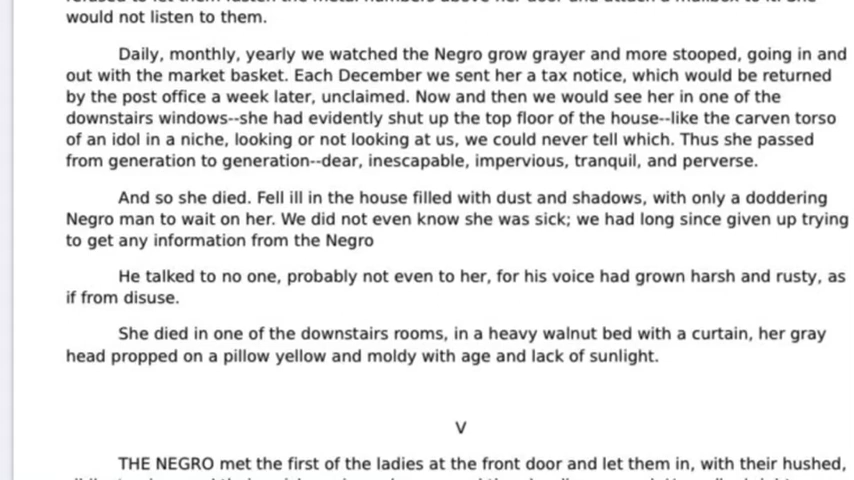 would not listen to them.
Daily, monthly, yearly we watched the Negro grow grayer and more stooped, going in and
out with the market basket. Each December we sent her a tax notice, which would be returned
by the post office a week later, unclaimed. Now and then we would see her in one of the
downstairs windows--she had evidently shut up the top floor of the house--like the carven torso
of an idol in a niche, looking or not looking at us, we could never tell which. Thus she passed
from generation to generation--dear, inescapable, impervious, tranquil, and perverse.
And so she died. Fell ill in the house filled with dust and shadows, with only a doddering
Negro man to wait on her. We did not even know she was sick; we had long since given up trying
to get any information from the Negro
He talked to no one, probably not even to her, for his voice had grown harsh and rusty, as
if from disuse.
She died in one of the downstairs rooms, in a heavy walnut bed with a curtain, her gray
head propped on a pillow yellow and moldy with age and lack of sunlight.
V
THE NEGRO met the first of the ladies at the front door and let them in, with their hushed,